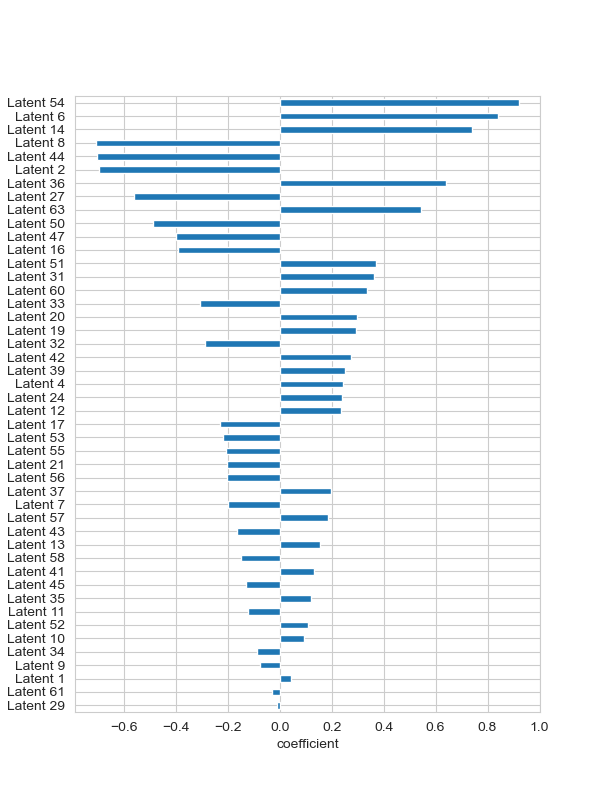 Latent 54
Latent 6
Latent 14
Latent 8
Latent 44
Latent 2
Latent 36
Latent 27
Latent 63
Latent 50
Latent 47
Latent 16
Latent 51
Latent 31
Latent 60
Latent 33
Latent 20
Latent 19
Latent 32
Latent 42
Latent 39
Latent 4
Latent 24
Latent 12
Latent 17
Latent 53
Latent 55
Latent 21
Latent 56
Latent 37
Latent 7
Latent 57
Latent 43
Latent 13
Latent 58
Latent 41
Latent 45
Latent 35
Latent 11
Latent 52
Latent 10
Latent 34
Latent 9
Latent 1
Latent 61
Latent 29
−0.6 −0.4 −0.2 0.0 0.2 0.4 0.6 0.8 1.0
coefficient